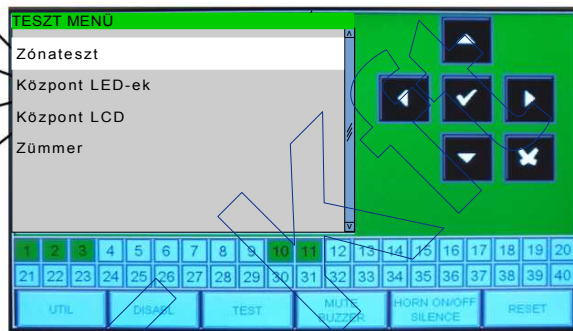 TESZT MENÜ
Zónateszt
Központ LED-ek
Központ LCD
Zümmer
1 2 3 4 5 6 7 8 9 10 11 12 13 14 15 16 17 18 19 20
21 22 23 24 25 26 27 28 29 30 31 32 33 34 35 36 37 38 39 40
UTIL DISABL TEST MUTE BUZZER HORN ON/OFF SILENCE RESET